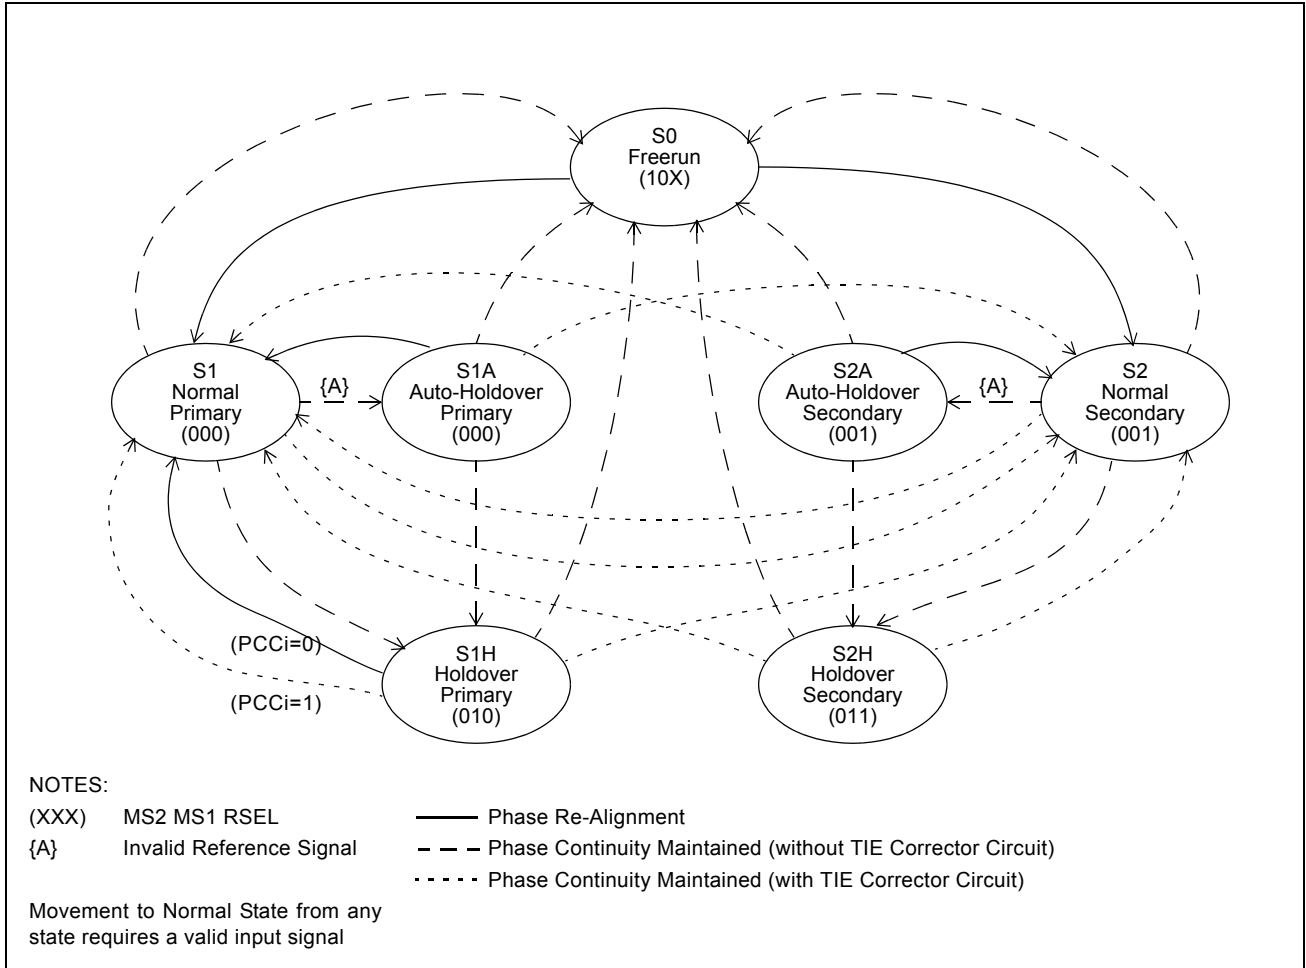 S0
Freerun
(10X)
S1
Normal
Primary
(000)
{A}
S1A
Auto-Holdover
Primary
(000)
S2A
Auto-Holdover
Secondary
(001)
{A}
S2
Normal
Secondary
(001)
(PCCi=0)
(PCCi=1)
S1H
Holdover
Primary
(010)
S2H
Holdover
Secondary
(011)
NOTES:
(XXX) MS2 MS1 RSEL
{A} Invalid Reference Signal
Movement to Normal State from any
state requires a valid input signal
Phase Re-Alignment
Phase Continuity Maintained (without TIE Corrector Circuit)
Phase Continuity Maintained (with TIE Corrector Circuit)